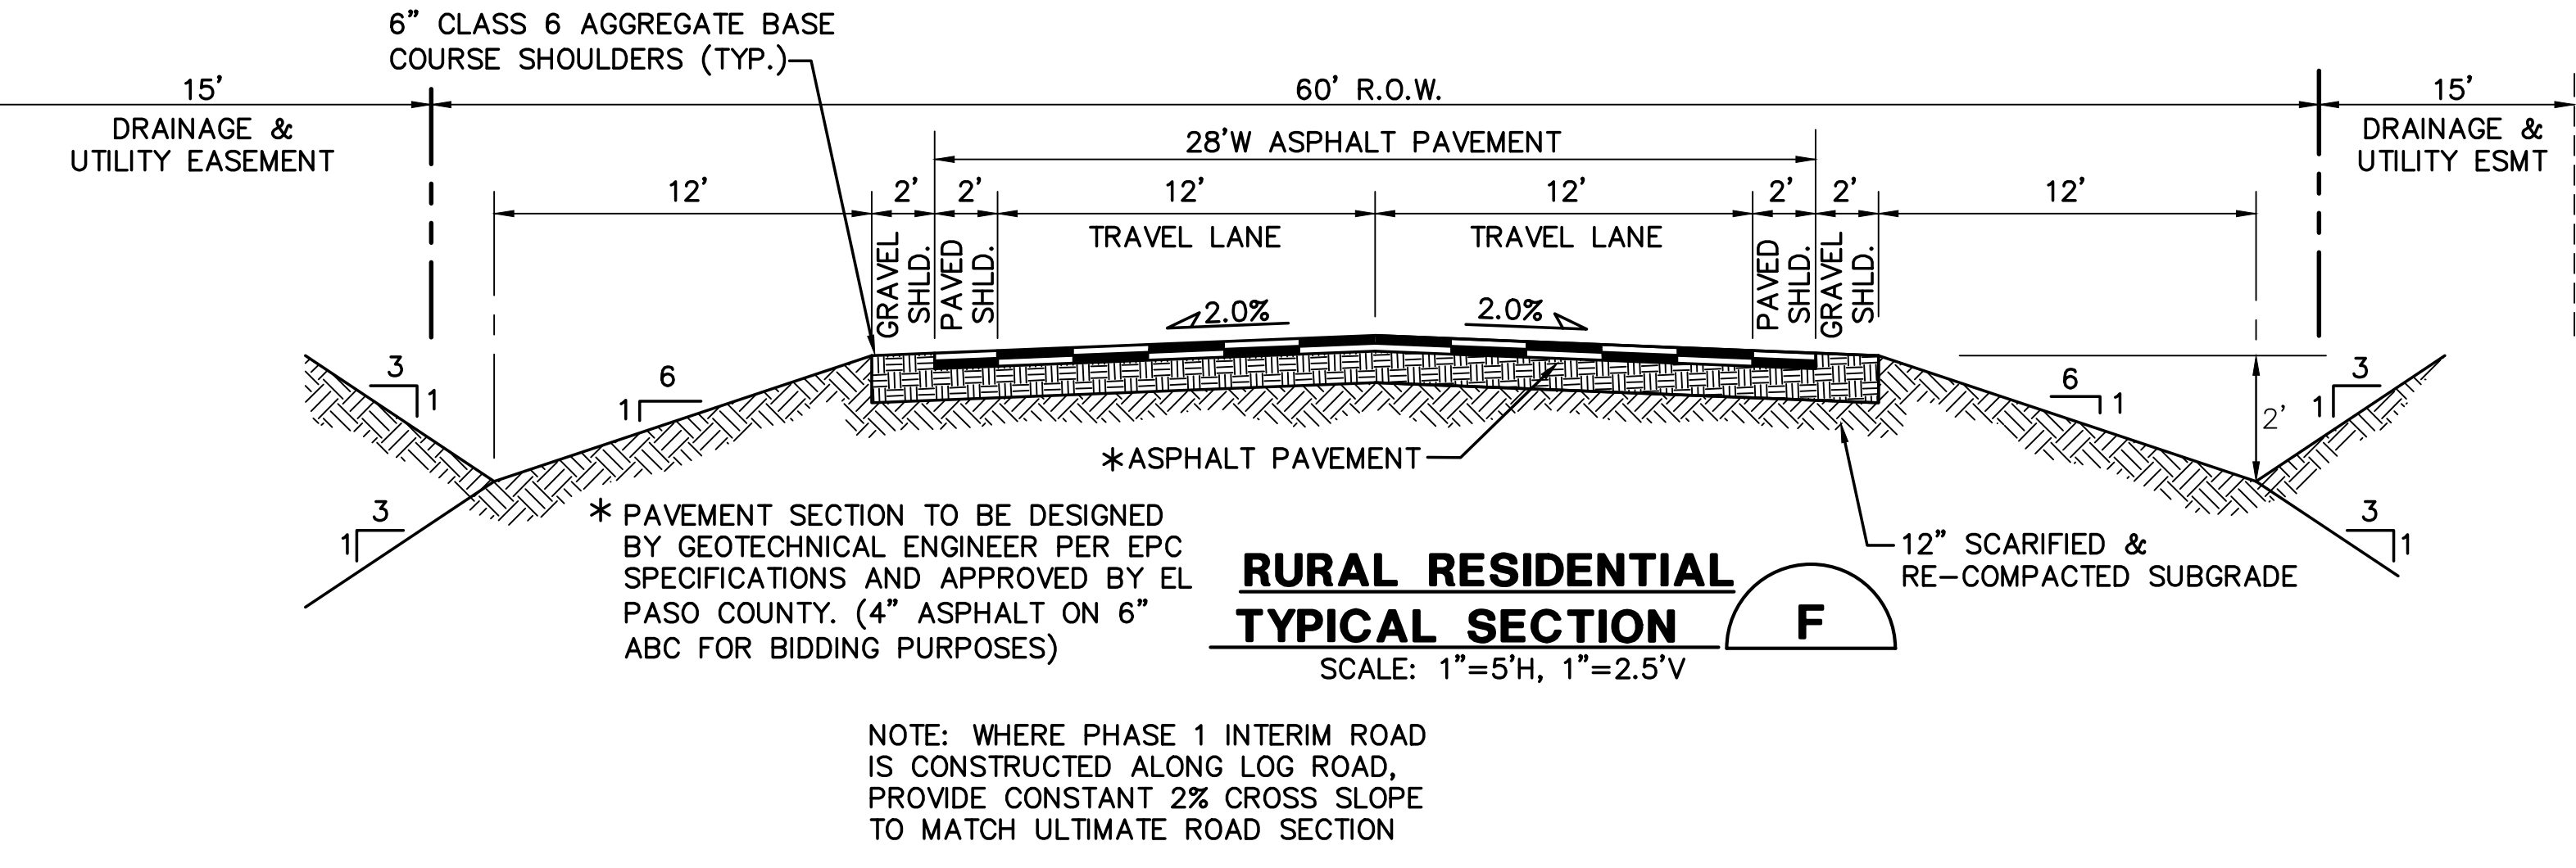 6" CLASS 6 AGGREGATE BASE
COURSE SHOULDERS (TYP.)
15'
60' R.O.W.
15'
DRAINAGE &
UTILITY EASEMENT
DRAINAGE &
UTILITY ESMT
28'W ASPHALT PAVEMENT
12'
2'
2'
12'
12'
2'
2'
12'
TRAVEL LANE
TRAVEL LANE
GRAVEL
SHLD.
PAVED
SHLD.
PAVED
SHLD.
GRAVEL
SHLD.
2.0%
2.0%
3
1
6
1
6
1
3
1
2'
*ASPHALT PAVEMENT
3
1
3
1
* PAVEMENT SECTION TO BE DESIGNED
BY GEOTECHNICAL ENGINEER PER EPC
SPECIFICATIONS AND APPROVED BY EL
PASO COUNTY. (4" ASPHALT ON 6"
ABC FOR BIDDING PURPOSES)
12" SCARIFIED &
RE-COMPACTED SUBGRADE
RURAL RESIDENTIAL
TYPICAL SECTION
F
SCALE: 1"=5'H, 1"=2.5'V
NOTE: WHERE PHASE 1 INTERIM ROAD
IS CONSTRUCTED ALONG LOG ROAD,
PROVIDE CONSTANT 2% CROSS SLOPE
TO MATCH ULTIMATE ROAD SECTION